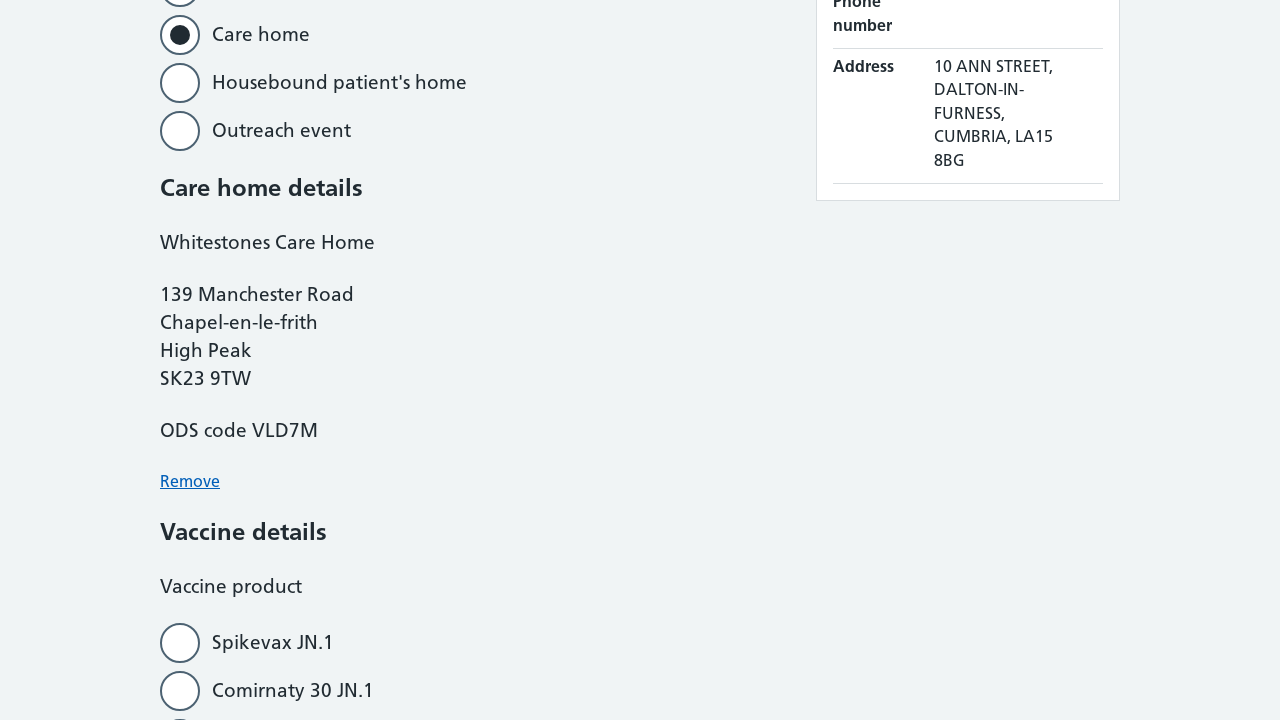 Care home
Housebound patient's home
Outreach event
Care home details
Whitestones Care Home
139 Manchester Road
Chapel-en-le-frith
High Peak
SK23 9TW
ODS code VLD7M
Remove
Vaccine details
Vaccine product
Spikevax JN.1
Comirnaty 30 JN.1
Phone
number
Address
10 ANN STREET,
DALTON-IN-
FURNESS,
CUMBRIA, LA15
8BG